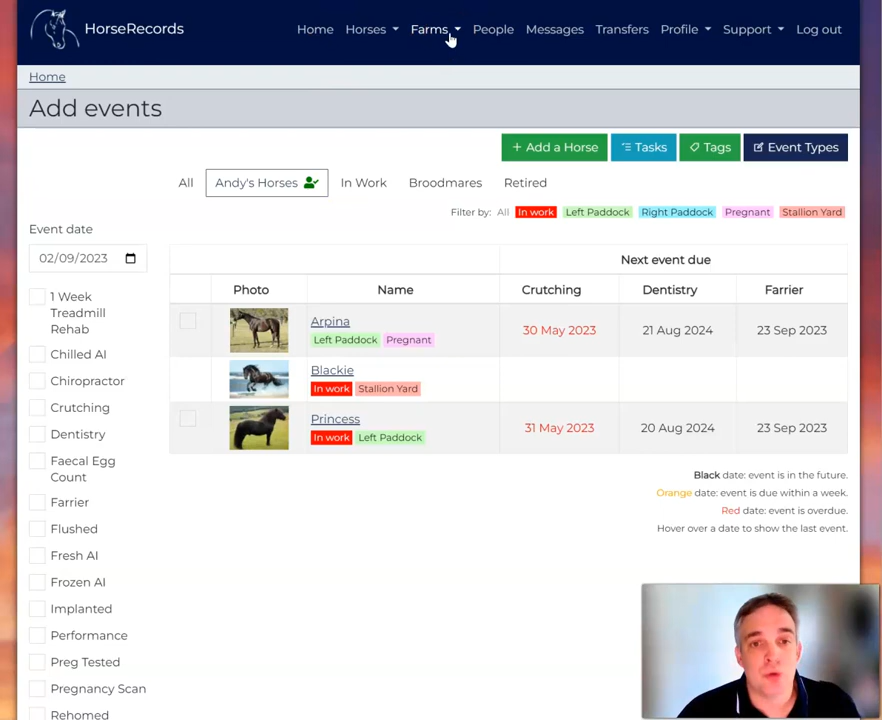 HorseRecords
Home Horses Farms People Messages Transfers Profile Support Log out
Home
Add events
+ Add a Horse Tasks Tags Event Types
All Andy's Horses In Work Broodmares Retired
Filter by: All In work Left Paddock Right Paddock Pregnant Stallion Yard
Event date
02/09/2023
1 Week
Treadmill
Rehab
Chilled AI
Chiropractor
Crutching
Dentistry
Faecal Egg
Count
Farrier
Flushed
Fresh AI
Frozen AI
Implanted
Performance
Preg Tested
Pregnancy Scan
Rehomed
Next event due
Photo Name Crutching Dentistry Farrier
Arpina
Left Paddock Pregnant
30 May 2023 21 Aug 2024 23 Sep 2023
Blackie
In work Stallion Yard
Princess
In work Left Paddock
31 May 2023 20 Aug 2024 23 Sep 2023
Black date: event is in the future.
Orange date: event is due within a week.
Red date: event is overdue.
Hover over a date to show the last event.